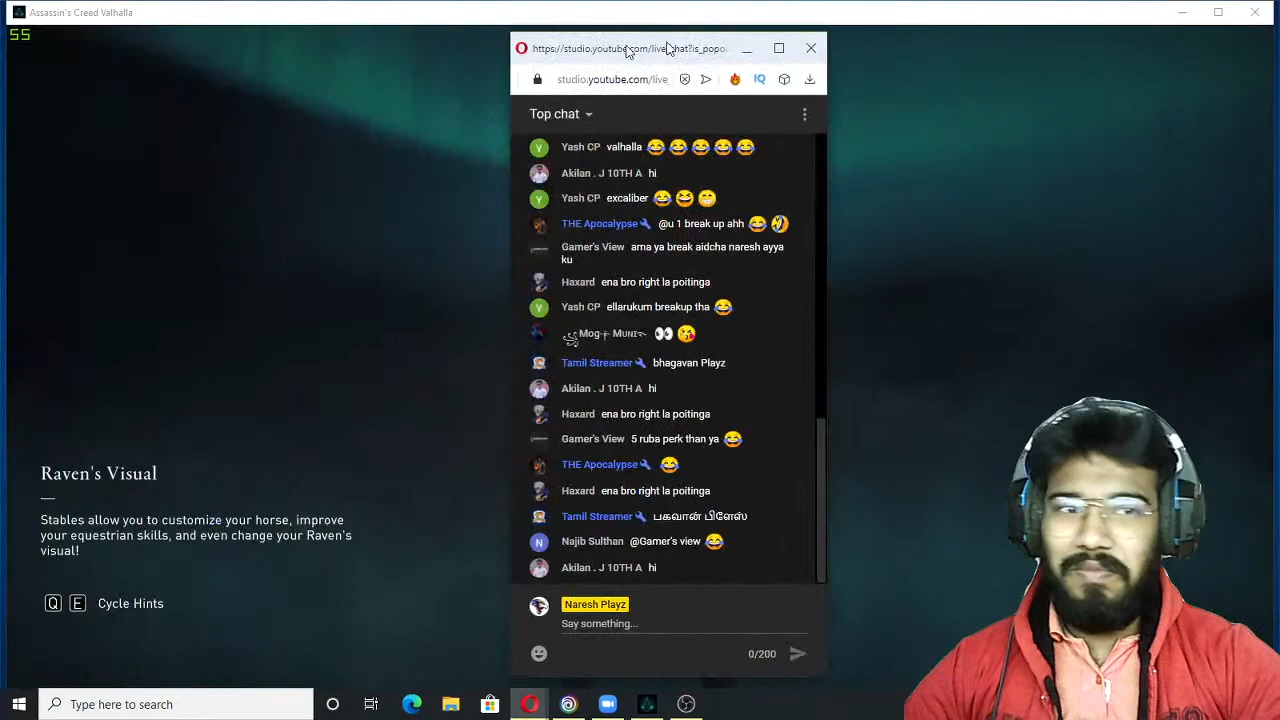 Assassin's Creed Valhalla
55
https://studio.youtube.com/live_chat?is_popo
studio.youtube.com/live
IQ
Top chat
Y Yash CP valhalla 😂😂😂😂😂
Akilan . J 10TH A hi
Y Yash CP excaliber 😂😆😁
THE Apocalypse @u 1 break up ahh 😂🤣
Gamer's View ama ya break aidcha naresh ayya
ku
Haxard ena bro right la poitinga
Y Yash CP ellarukum breakup tha 😂
Mog Muni 👀😘
Tamil Streamer bhagavan Playz
Akilan . J 10TH A hi
Haxard ena bro right la poitinga
Gamer's View 5 ruba perk than ya 😂
THE Apocalypse 😂
Haxard ena bro right la poitinga
Tamil Streamer பகவான் பிளேஸ்
N Najib Sulthan @Gamer's view 😂
Akilan . J 10TH A hi
Naresh Playz
Say something...
0/200
Raven's Visual
Stables allow you to customize your horse, improve
your equestrian skills, and even change your Raven's
visual!
Q E Cycle Hints
Type here to search